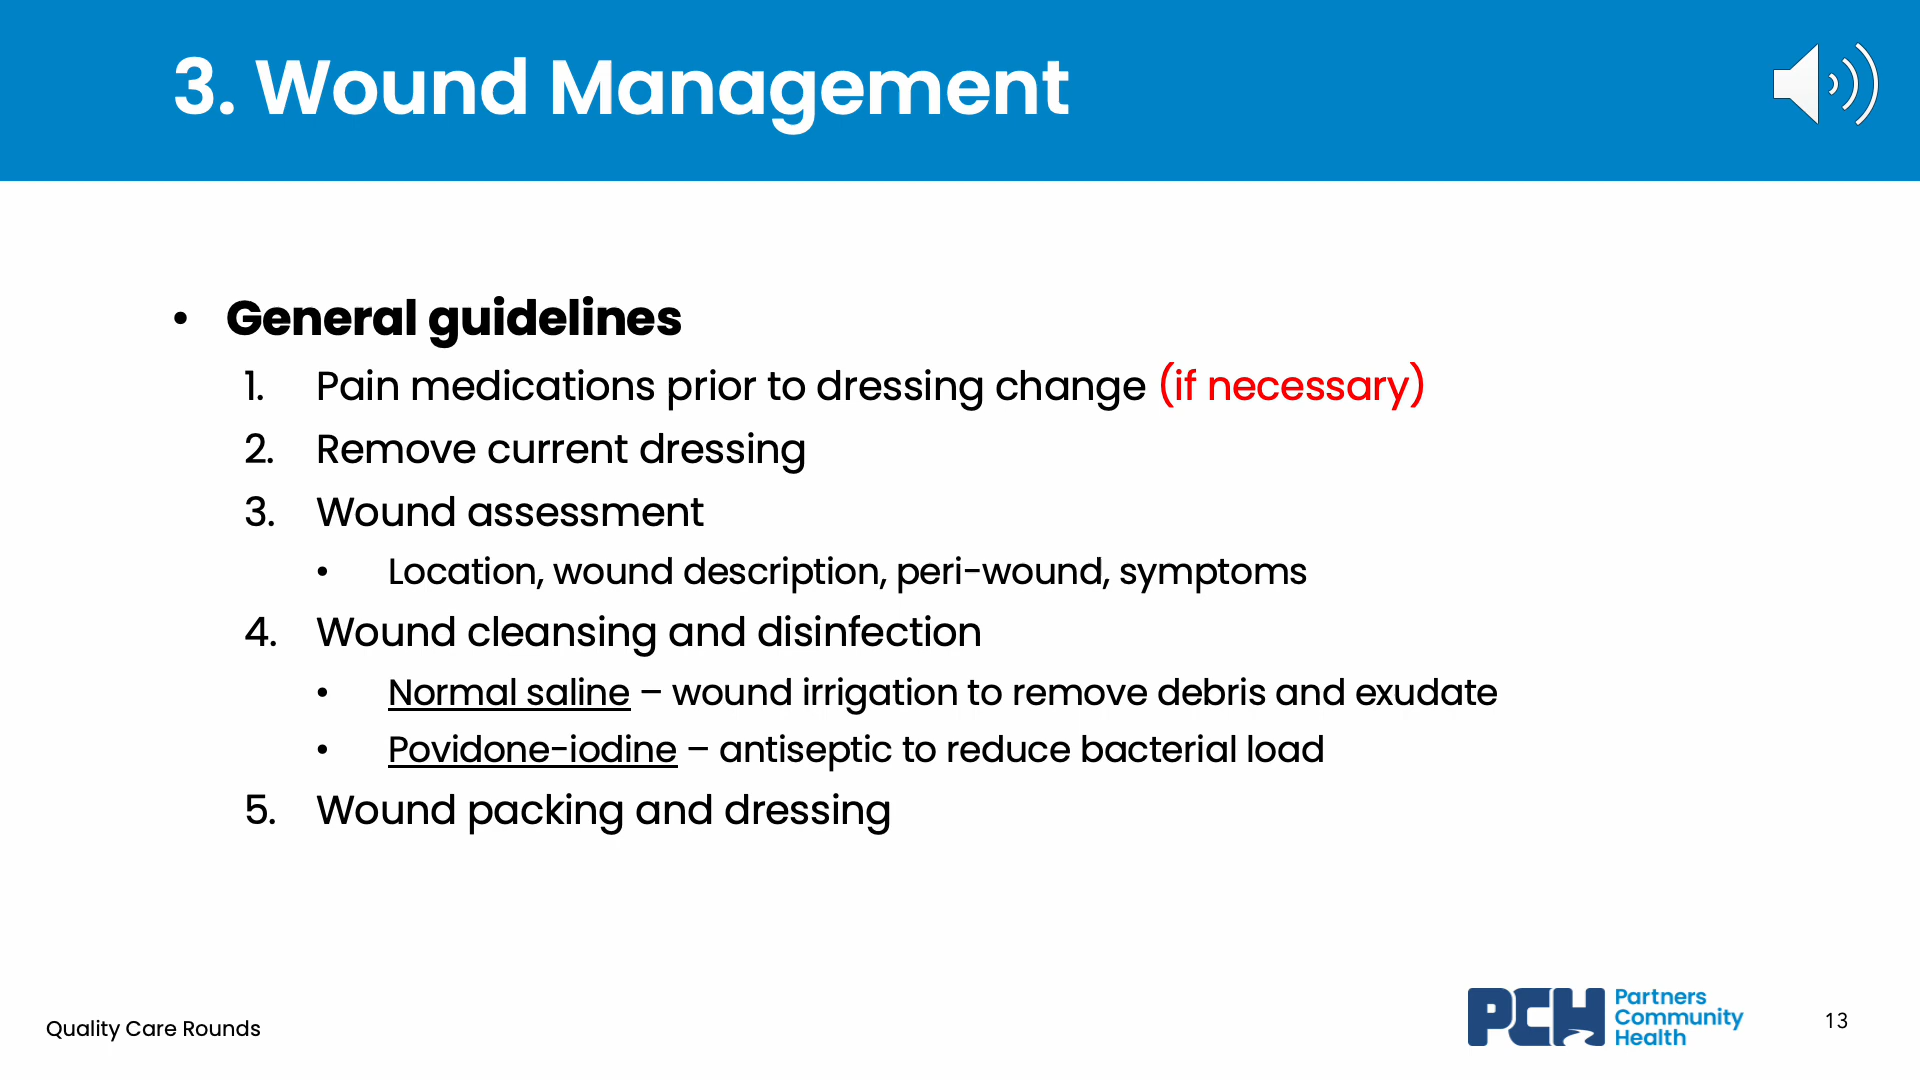 3. Wound Management
• General guidelines
1. Pain medications prior to dressing change (if necessary)
2. Remove current dressing
3. Wound assessment
• Location, wound description, peri-wound, symptoms
4. Wound cleansing and disinfection
• Normal saline – wound irrigation to remove debris and exudate
• Povidone-iodine – antiseptic to reduce bacterial load
5. Wound packing and dressing
Quality Care Rounds
PCH
Partners
Community
Health
13